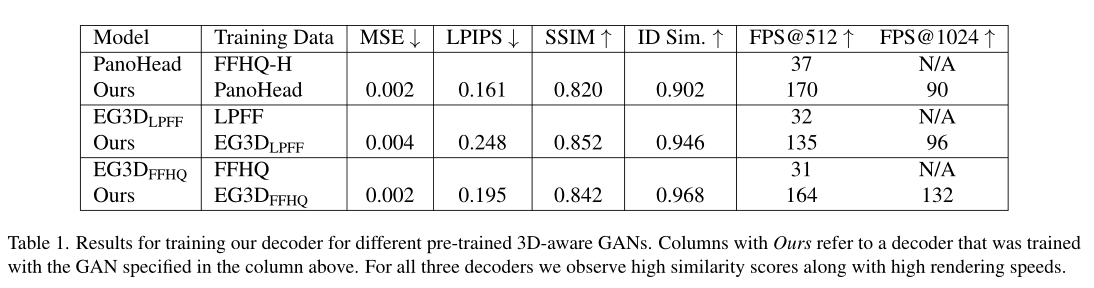 Model Training Data MSE ↓ LPIPS ↓ SSIM ↑ ID Sim. ↑ FPS@512 ↑ FPS@1024 ↑
PanoHead FFHQ-H 37 N/A
Ours PanoHead 0.002 0.161 0.820 0.902 170 90
EG3D_LPFF LPFF 32 N/A
Ours EG3D_LPFF 0.004 0.248 0.852 0.946 135 96
EG3D_FFHQ FFHQ 31 N/A
Ours EG3D_FFHQ 0.002 0.195 0.842 0.968 164 132
Table 1. Results for training our decoder for different pre-trained 3D-aware GANs. Columns with Ours refer to a decoder that was trained
with the GAN specified in the column above. For all three decoders we observe high similarity scores along with high rendering speeds.